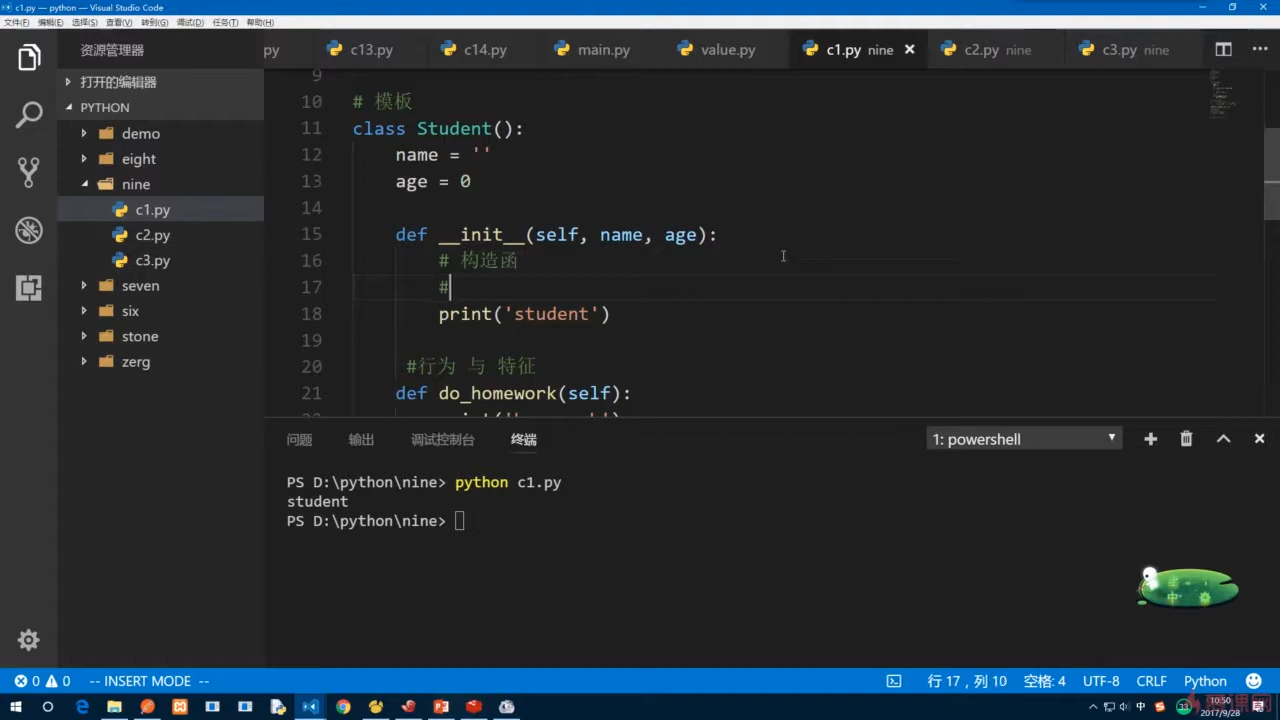 c1.py — python — Visual Studio Code
文件(F) 编辑(E) 选择(S) 查看(V) 转到(G) 调试(D) 任务(T) 帮助(H)
资源管理器
py c13.py c14.py main.py value.py c1.py nine c2.py nine c3.py nine
打开的编辑器
PYTHON
demo
eight
nine
c1.py
c2.py
c3.py
seven
six
stone
zerg
9
10 # 模板
11 class Student():
12 name = ''
13 age = 0
14
15 def __init__(self, name, age):
16 # 构造函
17 #
18 print('student')
19
20 #行为 与 特征
21 def do_homework(self):
问题 输出 调试控制台 终端 1: powershell
PS D:\python\nine> python c1.py
student
PS D:\python\nine>
中
0 0 -- INSERT MODE -- 行 17，列 10 空格: 4 UTF-8 CRLF Python
中 33 10:50
2017/9/28